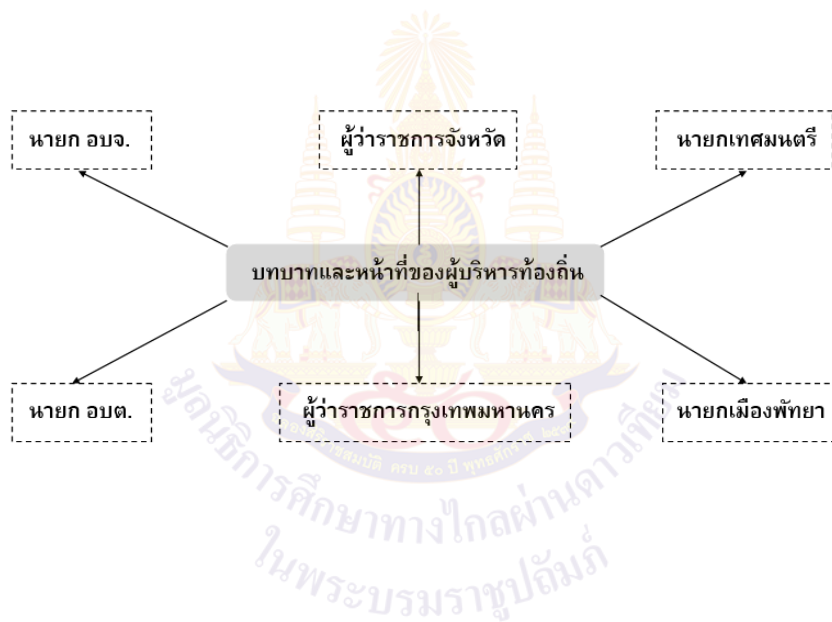 นายก อบจ.
ผู้ว่าราชการจังหวัด
นายกเทศมนตรี
บทบาทและหน้าที่ของผู้บริหารท้องถิ่น
นายก อบต.
ผู้ว่าราชการกรุงเทพมหานคร
นายกเมืองพัทยา
มูลนิธิการศึกษาทางไกลผ่านดาวเทียม
ในพระบรมราชูปถัมภ์